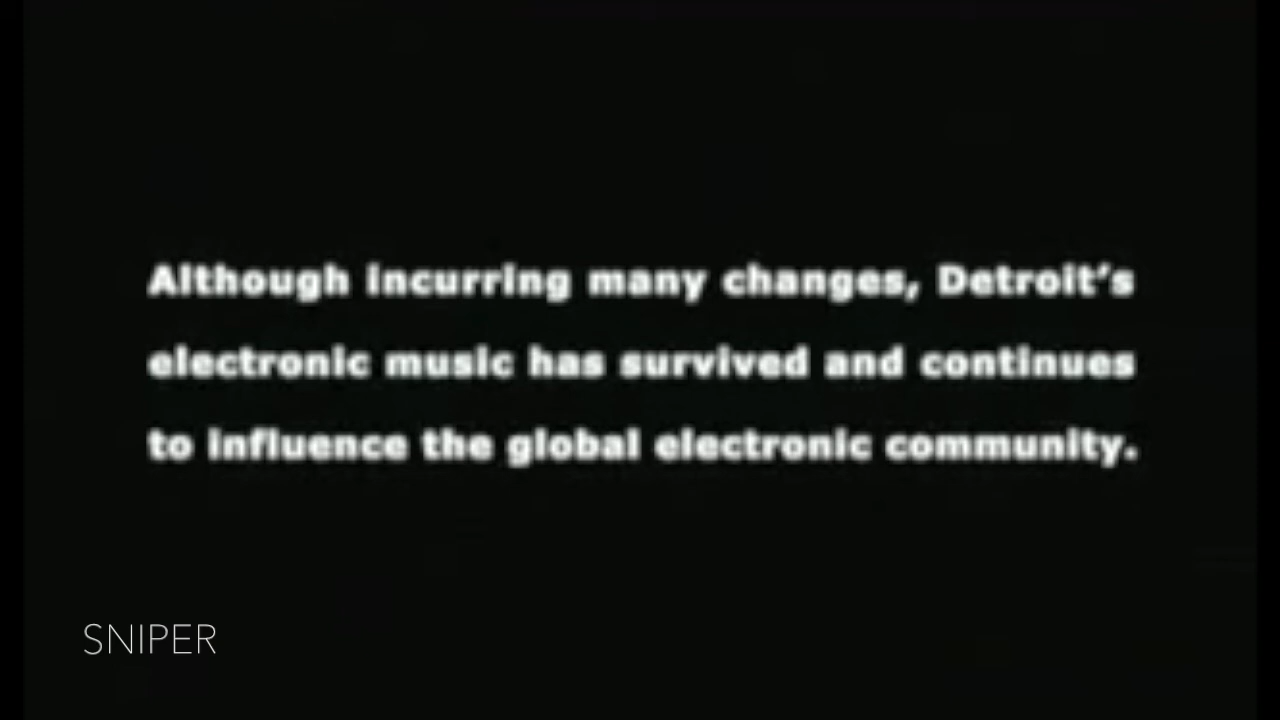 Although incurring many changes, Detroit’s
electronic music has survived and continues
to influence the global electronic community.
SNIPER